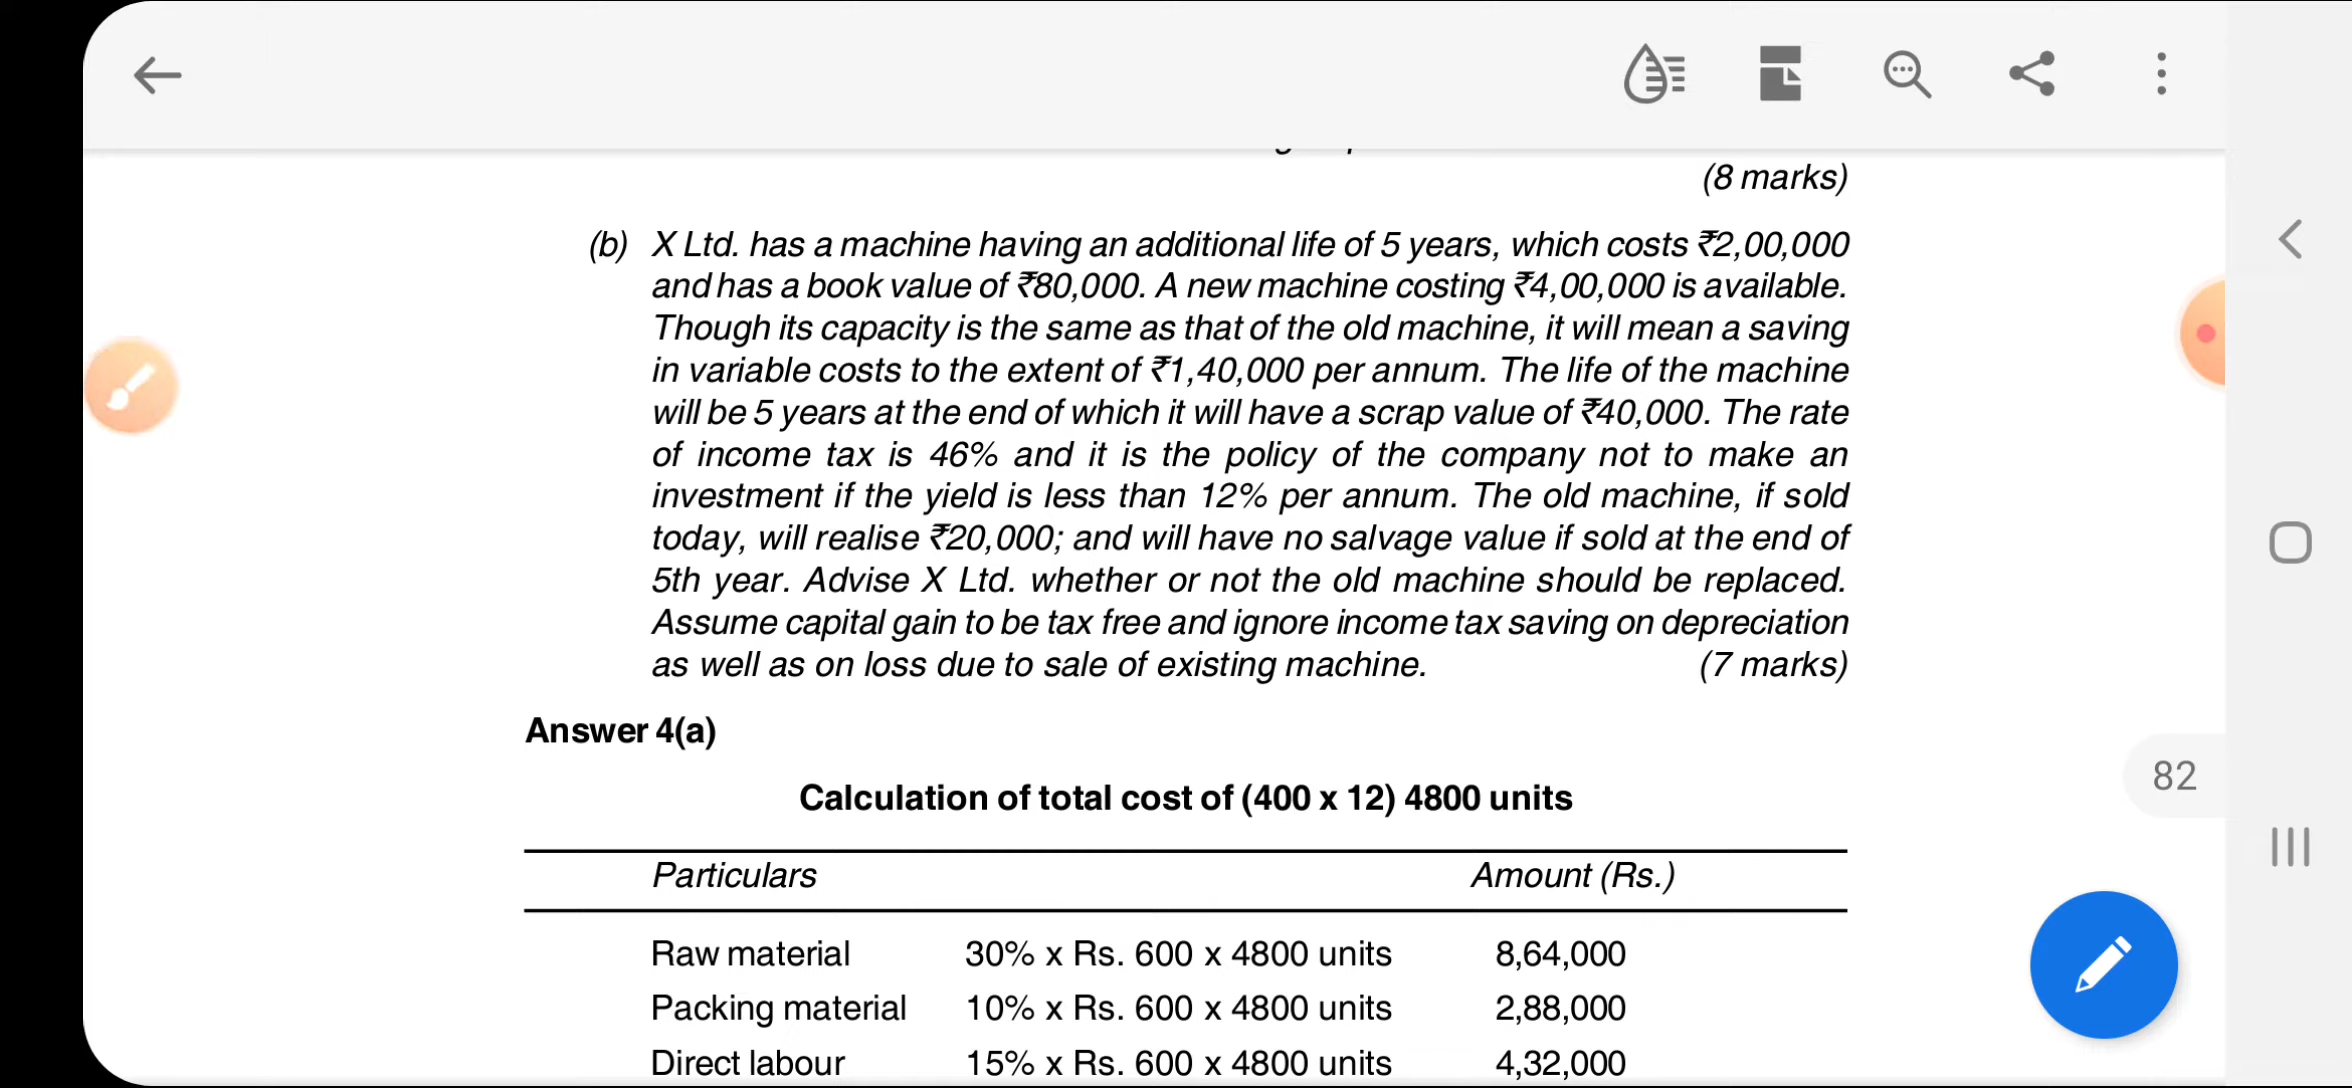 (8 marks)
(b) X Ltd. has a machine having an additional life of 5 years, which costs ₹2,00,000
and has a book value of ₹80,000. A new machine costing ₹4,00,000 is available.
Though its capacity is the same as that of the old machine, it will mean a saving
in variable costs to the extent of ₹1,40,000 per annum. The life of the machine
will be 5 years at the end of which it will have a scrap value of ₹40,000. The rate
of income tax is 46% and it is the policy of the company not to make an
investment if the yield is less than 12% per annum. The old machine, if sold
today, will realise ₹20,000; and will have no salvage value if sold at the end of
5th year. Advise X Ltd. whether or not the old machine should be replaced.
Assume capital gain to be tax free and ignore income tax saving on depreciation
as well as on loss due to sale of existing machine. (7 marks)
Answer 4(a)
82
Calculation of total cost of (400 x 12) 4800 units
Particulars Amount (Rs.)
Raw material 30% x Rs. 600 x 4800 units 8,64,000
Packing material 10% x Rs. 600 x 4800 units 2,88,000
Direct labour 15% x Rs. 600 x 4800 units 4,32,000